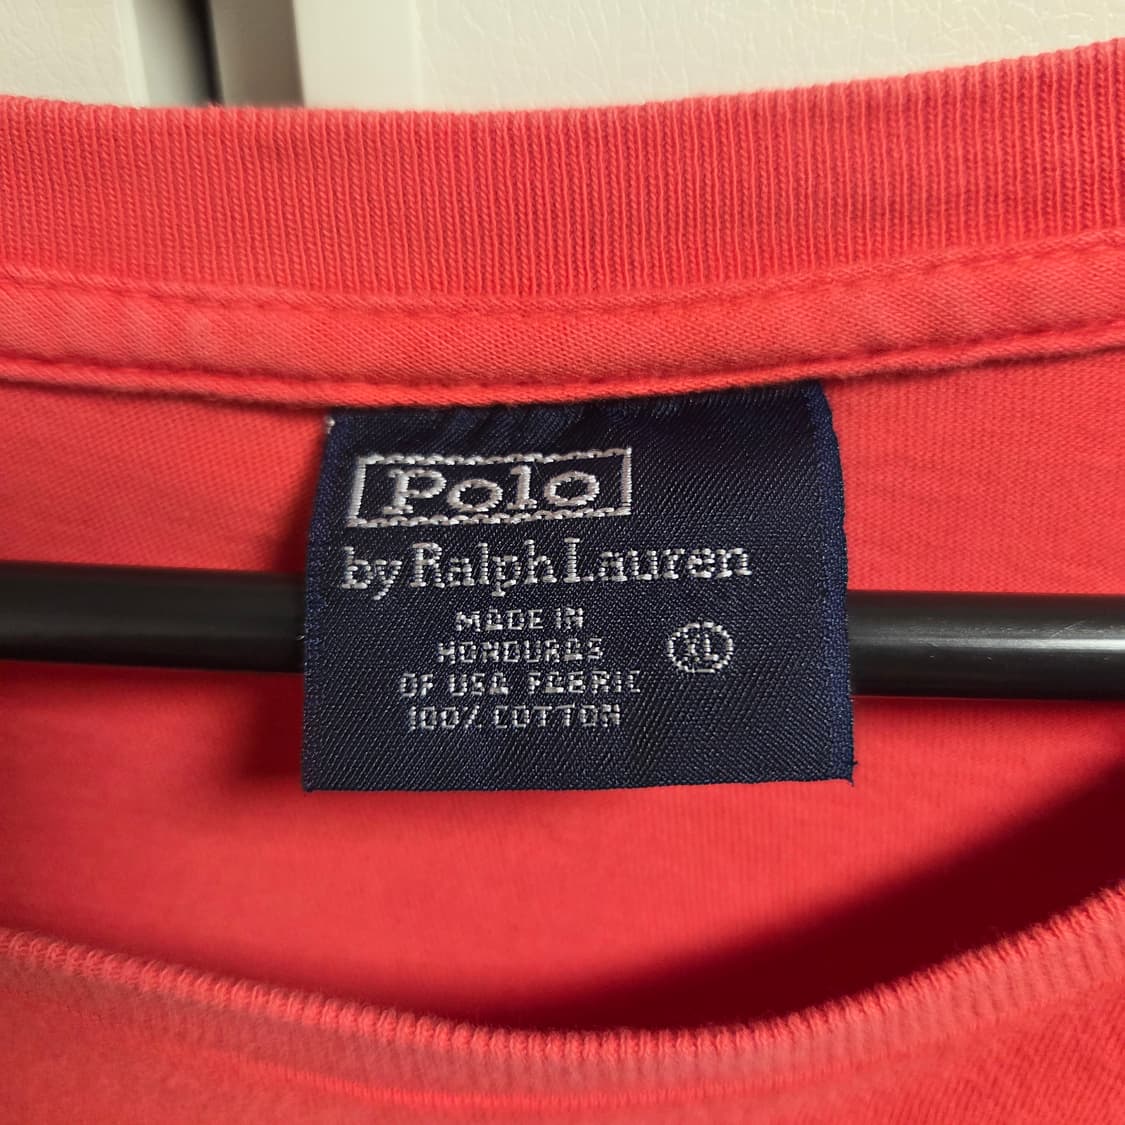 Polo
by Ralph Lauren
MADE IN
HONDURAS
XL
OF USA FABRIC
100% COTTON